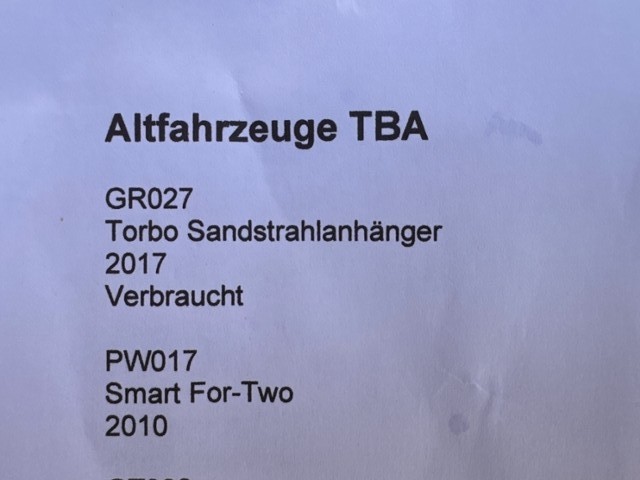 Altfahrzeuge TBA
GR027
Torbo Sandstrahlanhänger
2017
Verbraucht
PW017
Smart For-Two
2010